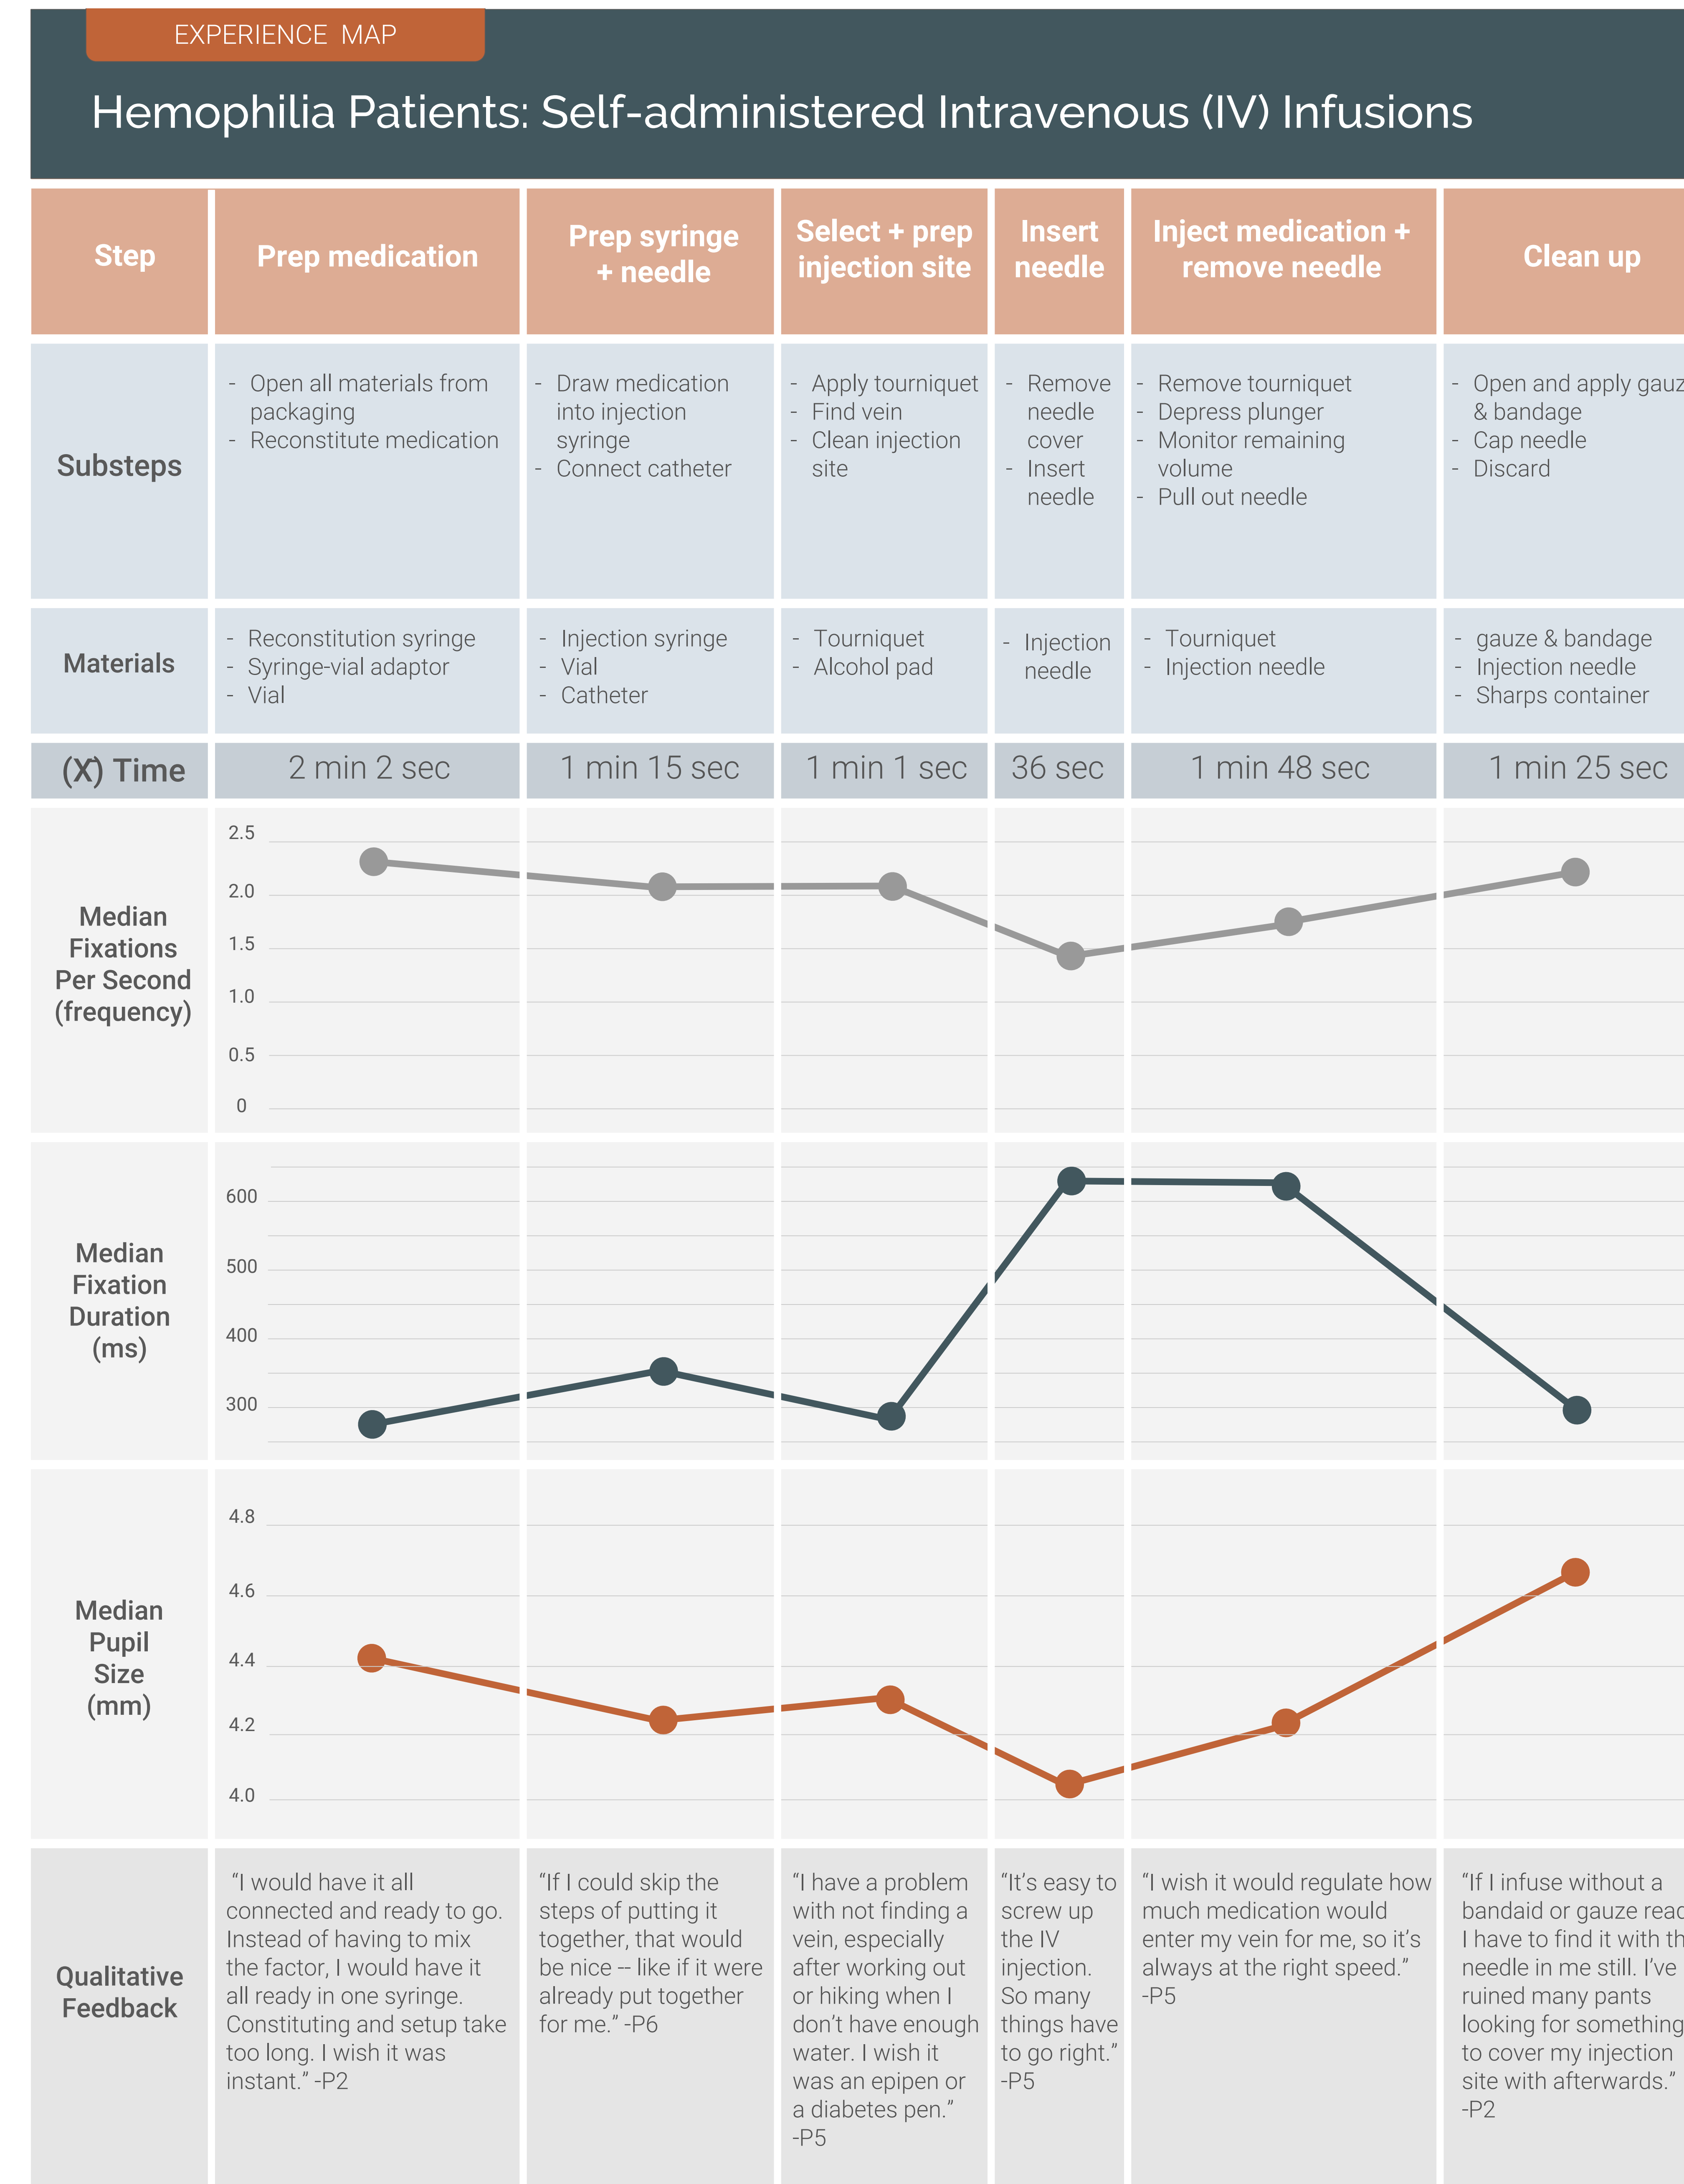 EXPERIENCE MAP
Hemophilia Patients: Self-administered Intravenous (IV) Infusions
Step
Prep medication
Prep syringe
+ needle
Select + prep
injection site
Insert
needle
Inject medication +
remove needle
Clean up
Substeps
- Open all materials from
packaging
- Reconstitute medication
- Draw medication
into injection
syringe
- Connect catheter
- Apply tourniquet
- Find vein
- Clean injection
site
- Remove
needle
cover
- Insert
needle
- Remove tourniquet
- Depress plunger
- Monitor remaining
volume
- Pull out needle
- Open and apply
& bandage
- Cap needle
- Discard
Materials
- Reconstitution syringe
- Syringe-vial adaptor
- Vial
- Injection syringe
- Vial
- Catheter
- Tourniquet
- Alcohol pad
- Injection
needle
- Tourniquet
- Injection needle
- gauze & bandage
- Injection needle
- Sharps container
(X) Time
2 min 2 sec
1 min 15 sec
1 min 1 sec
36 sec
1 min 48 sec
1 min 25 sec
Median
Fixations
Per Second
(frequency)
2.5
2.0
1.5
1.0
0.5
0
Median
Fixation
Duration
(ms)
600
500
400
300
Median
Pupil
Size
(mm)
4.8
4.6
4.4
4.2
4.0
Qualitative
Feedback
“I would have it all
connected and ready to go.
Instead of having to mix
the factor, I would have it
all ready in one syringe.
Constituting and setup take
too long. I wish it was
instant.” -P2
“If I could skip the
steps of putting it
together, that would
be nice -- like if it were
already put together
for me.” -P6
“I have a problem
with not finding a
vein, especially
after working out
or hiking when I
don’t have enough
water. I wish it
was an epipen or
a diabetes pen.”
-P5
“It’s easy to
screw up
the IV
injection.
So many
things have
to go right.”
-P5
“I wish it would regulate how
much medication would
enter my vein for me, so it’s
always at the right speed.”
-P5
“If I infuse without a
bandaid or gauze
I have to find it with
needle in me still. I’ve
ruined many pants
looking for something
to cover my injection
site with afterwards.”
-P2